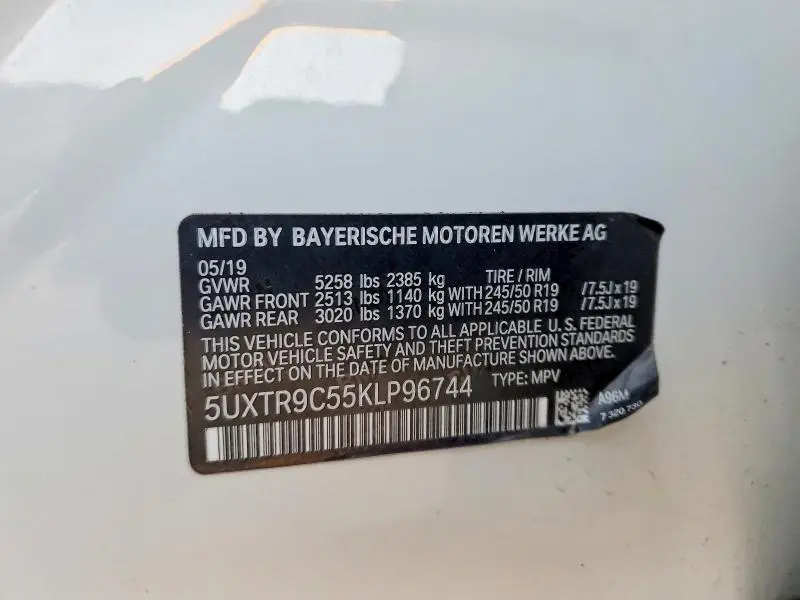 MFD BY BAYERISCHE MOTOREN WERKE AG
05/19
GVWR 5258 lbs 2385 kg TIRE / RIM
GAWR FRONT 2513 lbs 1140 kg WITH 245/50 R19 /7.5J x 19
GAWR REAR 3020 lbs 1370 kg WITH 245/50 R19 /7.5J x 19
THIS VEHICLE CONFORMS TO ALL APPLICABLE U.S. FEDERAL
MOTOR VEHICLE SAFETY AND THEFT PREVENTION STANDARDS
IN EFFECT ON THE DATE OF MANUFACTURE SHOWN ABOVE.
5UXTR9C55KLP96744 TYPE: MPV
A96M
7 320 730